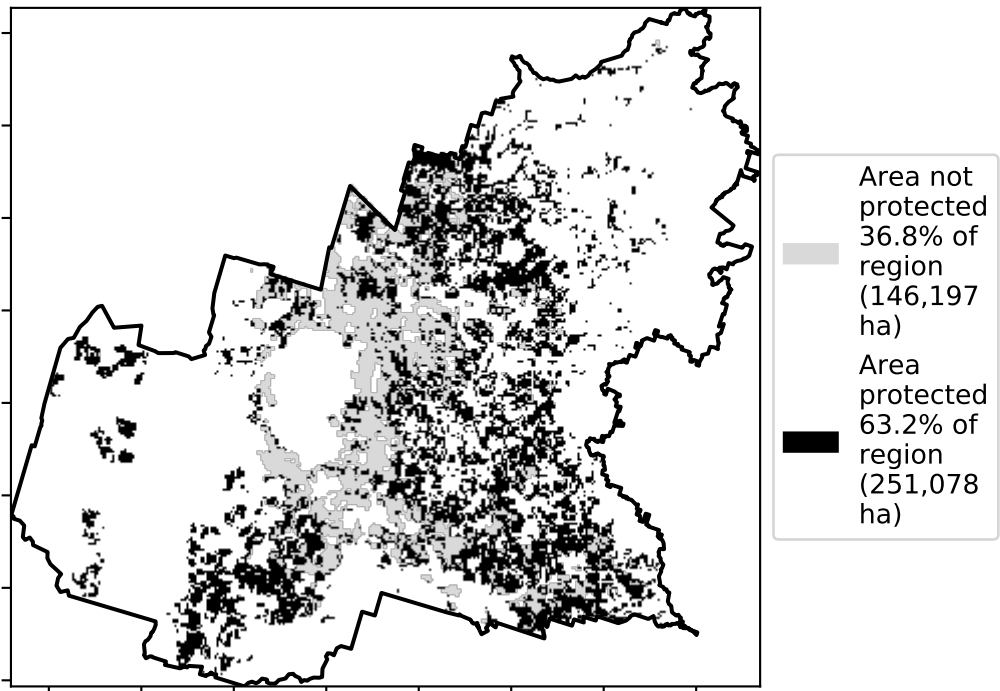 Area not
protected
36.8% of
region
(146,197
ha)
Area
protected
63.2% of
region
(251,078
ha)